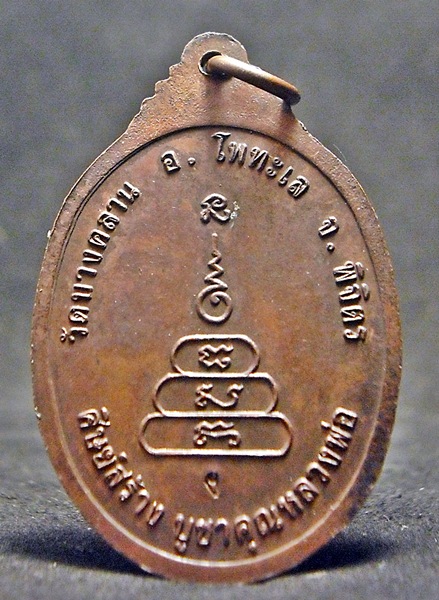 วัดบางคลาน อ. โพทะเล จ. พิจิตร
ศิษย์สร้าง บูชาคุณหลวงพ่อ